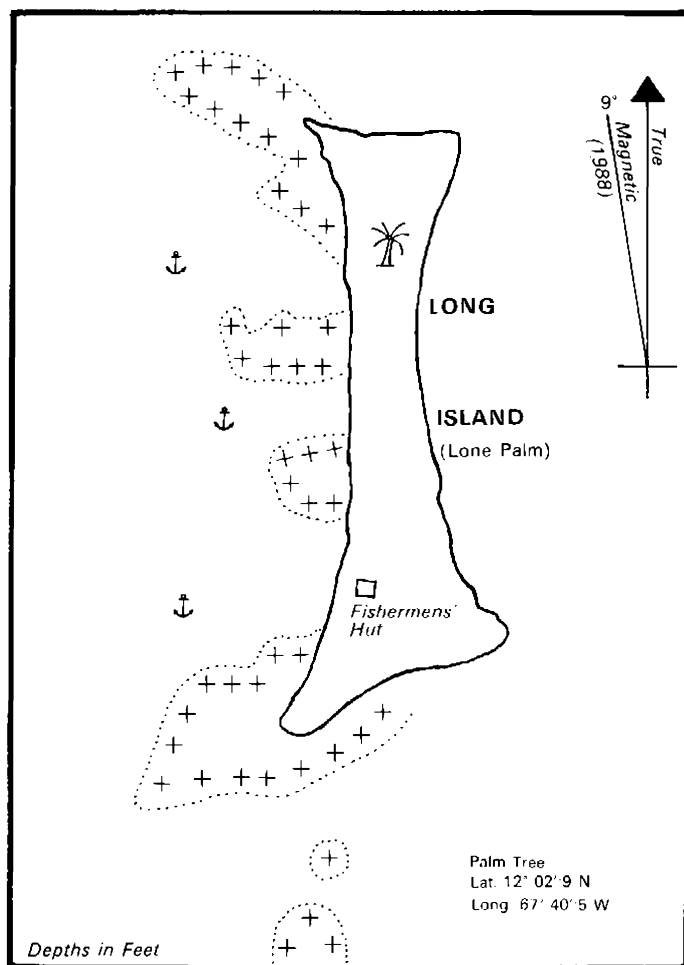 9°
True
Magnetic
(1988)
LONG
ISLAND
(Lone Palm)
Fishermens'
Hut
Palm Tree
Lat. 12° 02'·9 N
Long 67° 40'·5 W
Depths in Feet